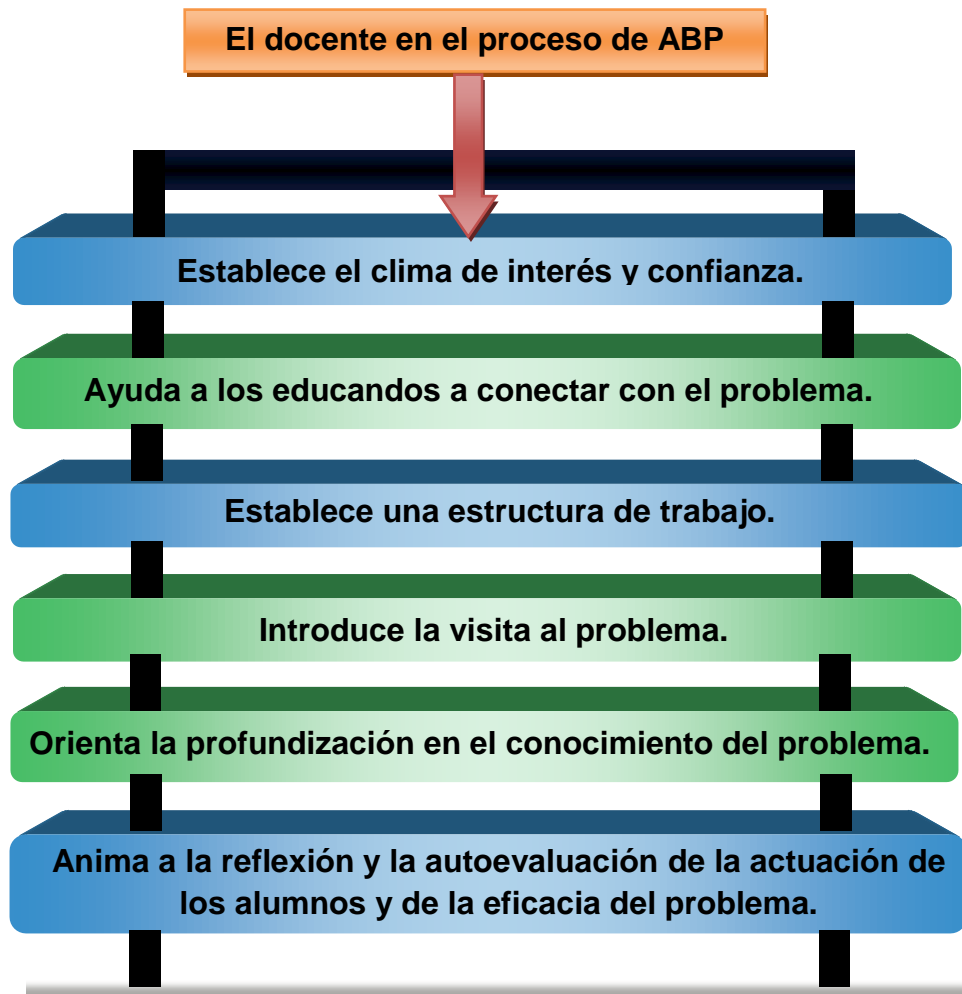 El docente en el proceso de ABP
Establece el clima de interés y confianza.
Ayuda a los educandos a conectar con el problema.
Establece una estructura de trabajo.
Introduce la visita al problema.
Orienta la profundización en el conocimiento del problema.
Anima a la reflexión y la autoevaluación de la actuación de
los alumnos y de la eficacia del problema.